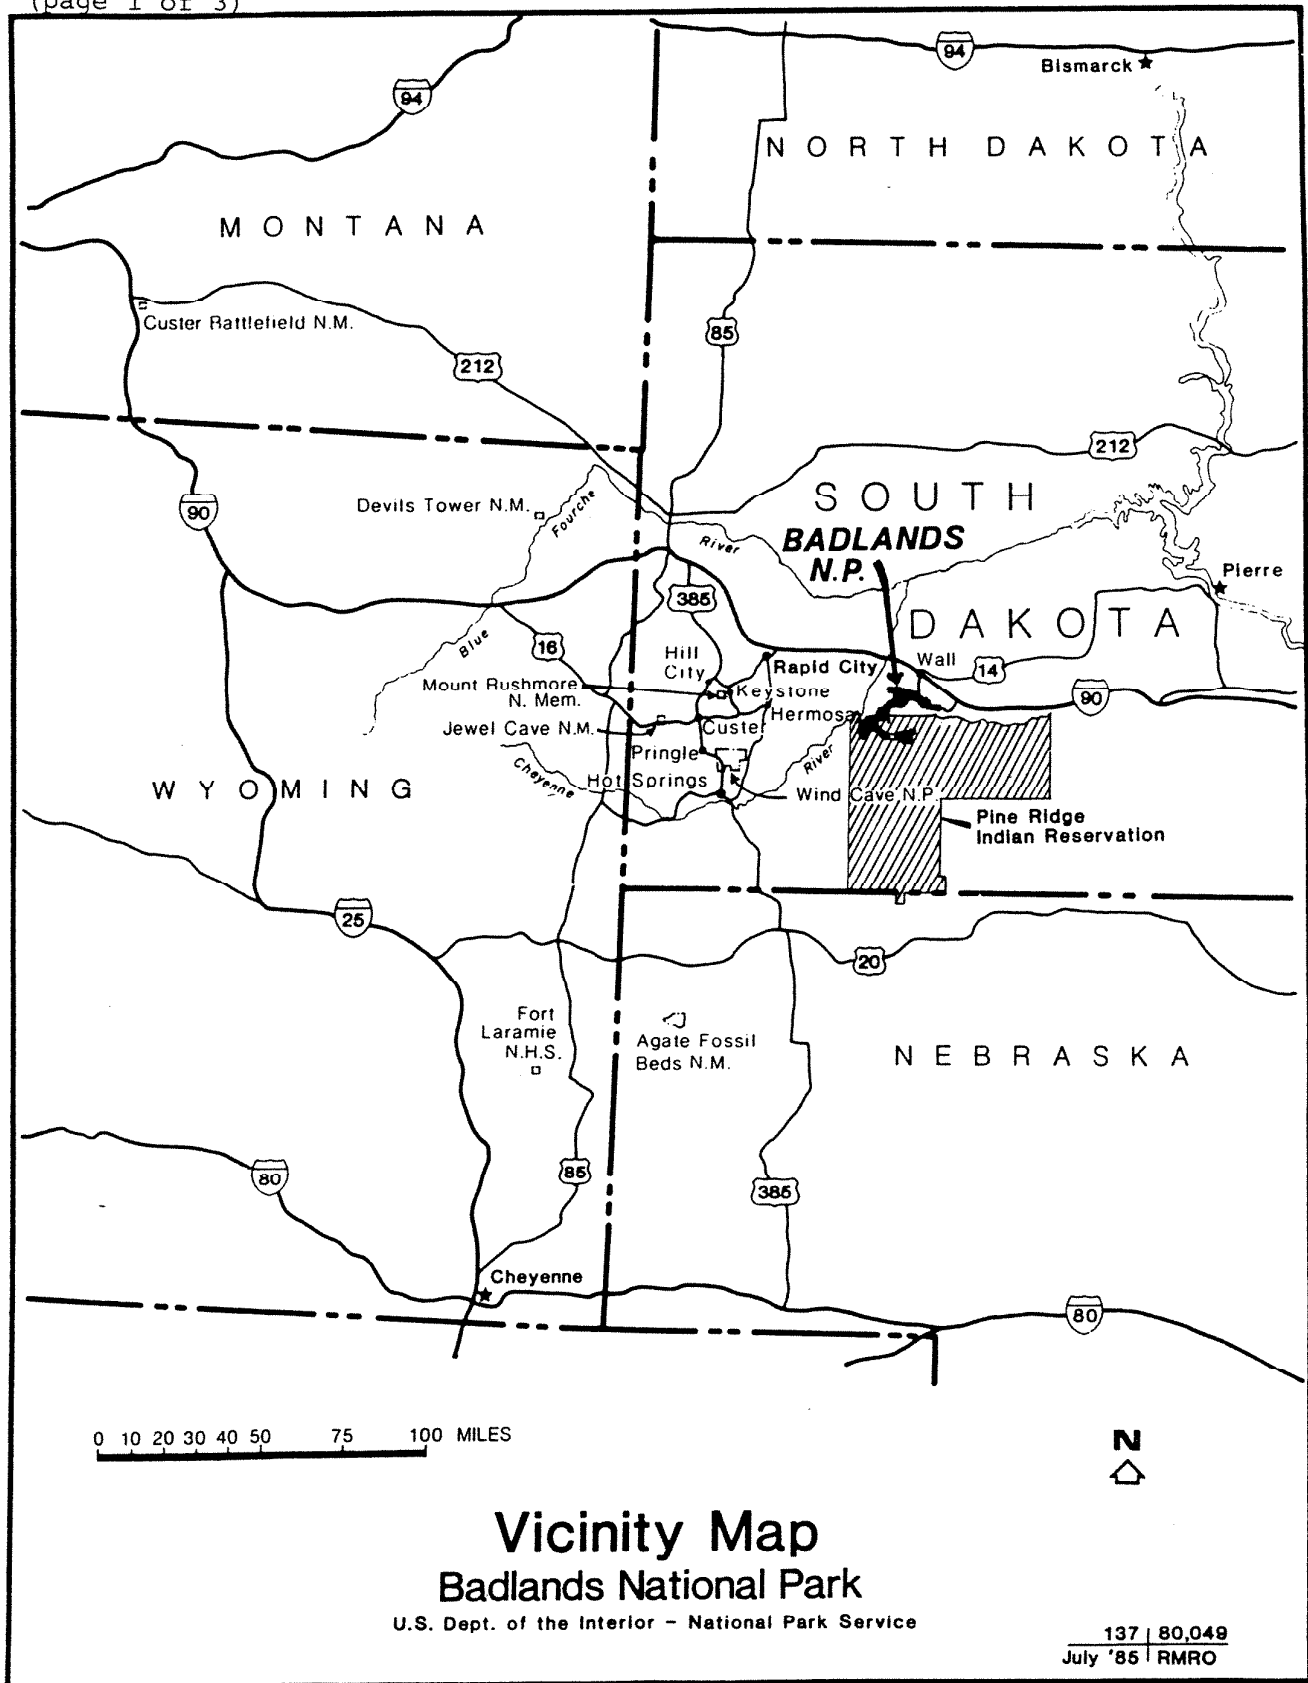 (page 1 of 3)
94
Bismarck
94
NORTH DAKOTA
MONTANA
Custer Battlefield N.M.
85
212
212
SOUTH
90
Devils Tower N.M.
Fourche
River
BADLANDS
N.P.
Pierre
385
DAKOTA
Blue
16
Hill
City
Rapid City
Wall
14
Mount Rushmore
N. Mem.
Keystone
90
Jewel Cave N.M.
Custer
Hermosa
Pringle
Cheyenne
River
WYOMING
Hot Springs
Wind Cave N.P.
Pine Ridge
Indian Reservation
25
20
Fort
Laramie
N.H.S.
Agate Fossil
Beds N.M.
NEBRASKA
80
85
385
Cheyenne
80
0 10 20 30 40 50 75 100 MILES
N
Vicinity Map
Badlands National Park
U.S. Dept. of the Interior - National Park Service
137 80,049
July '85 RMRO